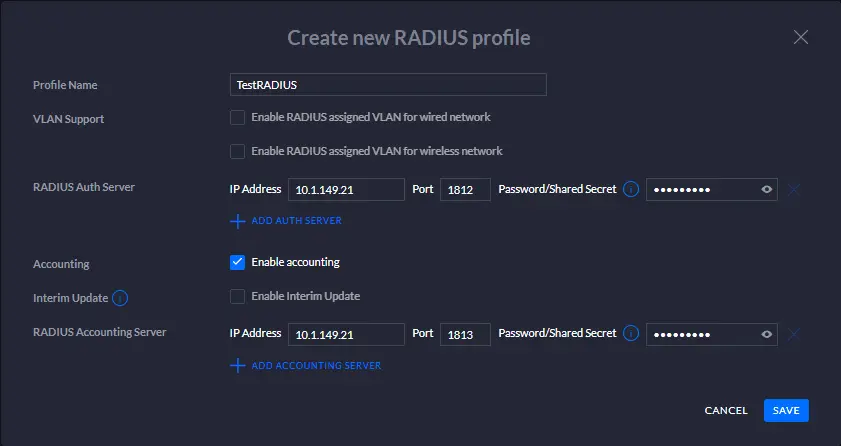 Create new RADIUS profile
Profile Name TestRADIUS
VLAN Support Enable RADIUS assigned VLAN for wired network
Enable RADIUS assigned VLAN for wireless network
RADIUS Auth Server IP Address 10.1.149.21 Port 1812 Password/Shared Secret i •••••••••
ADD AUTH SERVER
Accounting Enable accounting
Interim Update i Enable Interim Update
RADIUS Accounting Server IP Address 10.1.149.21 Port 1813 Password/Shared Secret i •••••••••
ADD ACCOUNTING SERVER
CANCEL SAVE